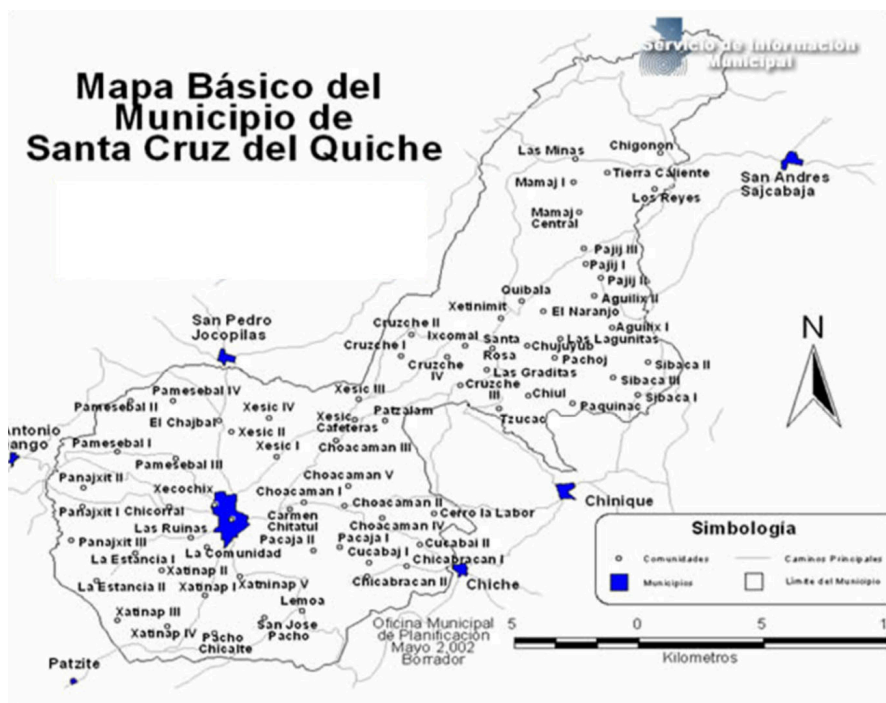 Servicio de Información
Municipal
Mapa Básico del
Municipio de
Santa Cruz del Quiche
Las Minas
Chigonon
San Andres
Sajcabaja
Tierra Caliente
Mamaj I
Los Reyes
Mamaj
Central
Pajij III
Pajij I
Pajij II
Quibala
Aguilix II
Xetinimit
El Naranjo
San Pedro
Jocopilas
Cruzche II
Aguilix I
Ixcomal
Santa
Rosa
Las Lagunitas
Chujuyub
Cruzche I
Pachoj
Cruzche
IV
Las Graditas
Sibaca II
Sibaca III
Cruzche
III
Chiul
Sibaca I
Paquinac
Tzucac
N
Pamesebal IV
Xesic III
Pamesebal II
Xesic IV
Patzalam
El Chajbal
Xesic
Cafeteras
Xesic II
Antonio
ango
Pamesebal I
Xesic I
Choacaman III
Pamesebal III
Panajxit II
Choacaman V
Xecochix
Choacaman I
Choacaman II
Chinique
Panajxit I
Chicorral
Carmen
Chitatul
Cerro la Labor
Las Ruinas
Choacaman IV
Panajxit III
Pacaja I
Pacaja II
Cucabaj II
La Comunidad
La Estancia I
Cucabaj I
Chicabracan I
Xatinap II
La Estancia II
Xatinap I
Xatninap V
Chicabracan II
Chiche
Lemoa
Xatinap III
San Jose
Pacho
Xatinap IV
Pacho
Chicalte
Patzite
Oficina Municipal
de Planificación
Mayo 2,002
Borrador
Simbología
Comunidades
Caminos Principales
Municipios
Límite del Municipio
5
0
5
1
Kilometros